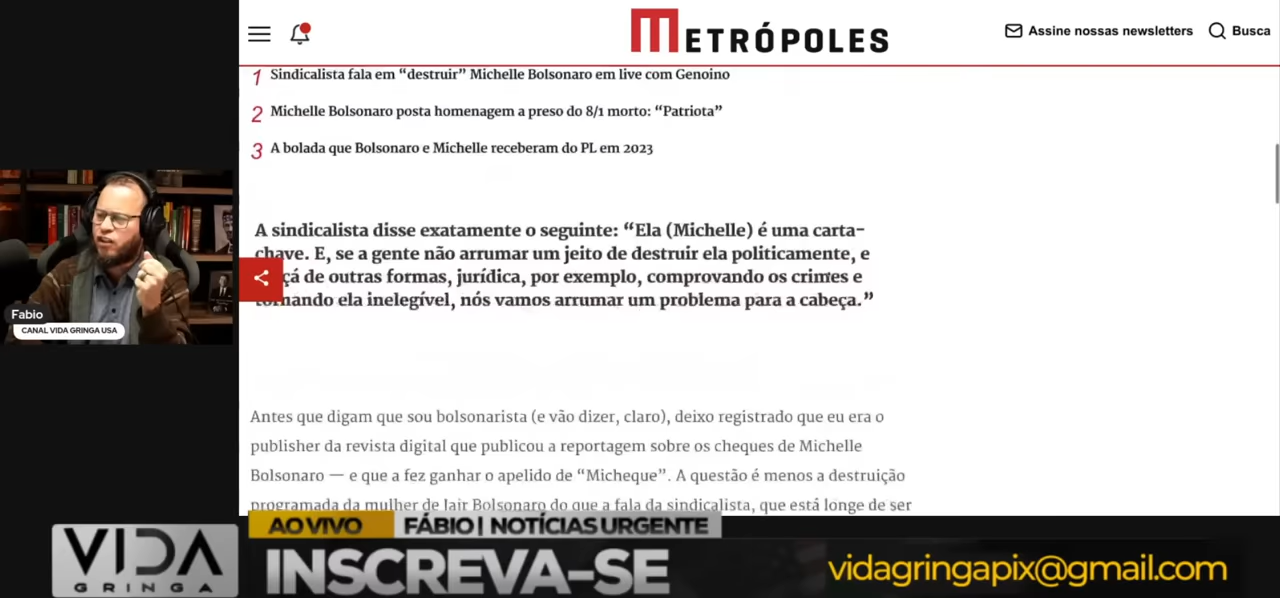 METRÓPOLES
Assine nossas newsletters
Busca
1 Sindicalista fala em “destruir” Michelle Bolsonaro em live com Genoino
2 Michelle Bolsonaro posta homenagem a preso do 8/1 morto: “Patriota”
3 A bolada que Bolsonaro e Michelle receberam do PL em 2023
A sindicalista disse exatamente o seguinte: “Ela (Michelle) é uma carta-
chave. E, se a gente não arrumar um jeito de destruir ela politicamente, e
çá de outras formas, jurídica, por exemplo, comprovando os crimes e
tornando ela inelegível, nós vamos arrumar um problema para a cabeça.”
Fabio
CANAL VIDA GRINGA USA
Antes que digam que sou bolsonarista (e vão dizer, claro), deixo registrado que eu era o
publisher da revista digital que publicou a reportagem sobre os cheques de Michelle
Bolsonaro — e que a fez ganhar o apelido de “Micheque”. A questão é menos a destruição
programada da mulher de Jair Bolsonaro do que a fala da sindicalista, que está longe de ser
AO VIVO
FÁBIO | NOTÍCIAS URGENTE
VIDA
GRINGA
INSCREVA-SE
vidagringapix@gmail.com